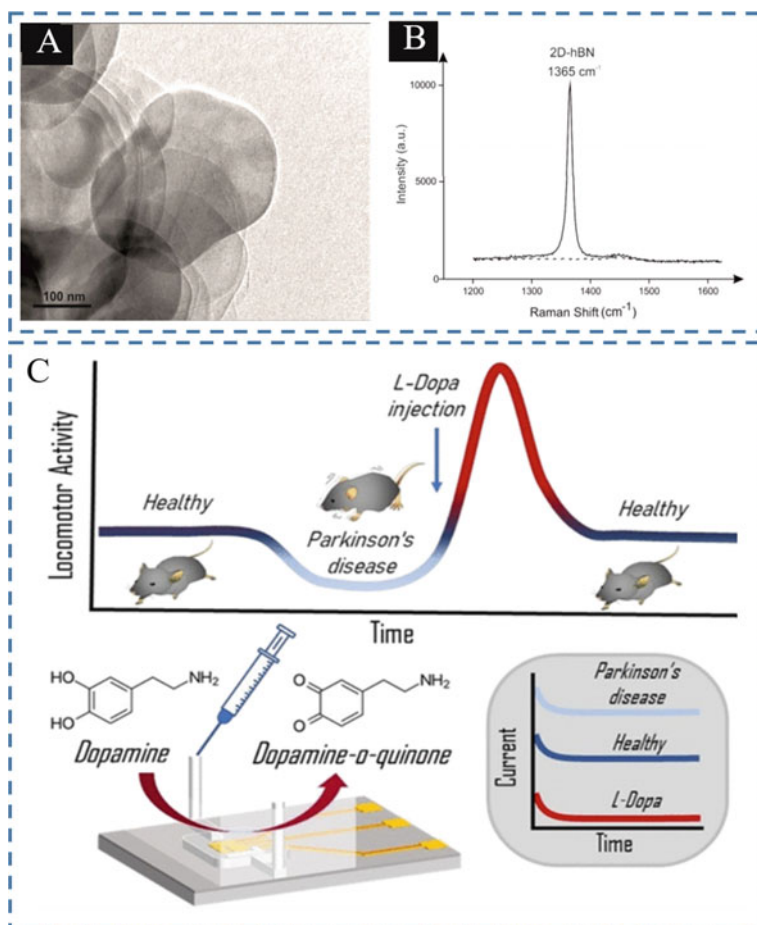 A
100 nm
B
2D-hBN
1365 cm⁻¹
Intensity (a.u.)
10000
5000
0
1200 1300 1400 1500 1600
Raman Shift (cm⁻¹)
C
Locomotor Activity
L-Dopa
injection
Healthy
Parkinson's
disease
Healthy
Time
HO
HO
NH₂
Dopamine
O
O
NH₂
Dopamine-o-quinone
Current
Parkinson's
disease
Healthy
L-Dopa
Time